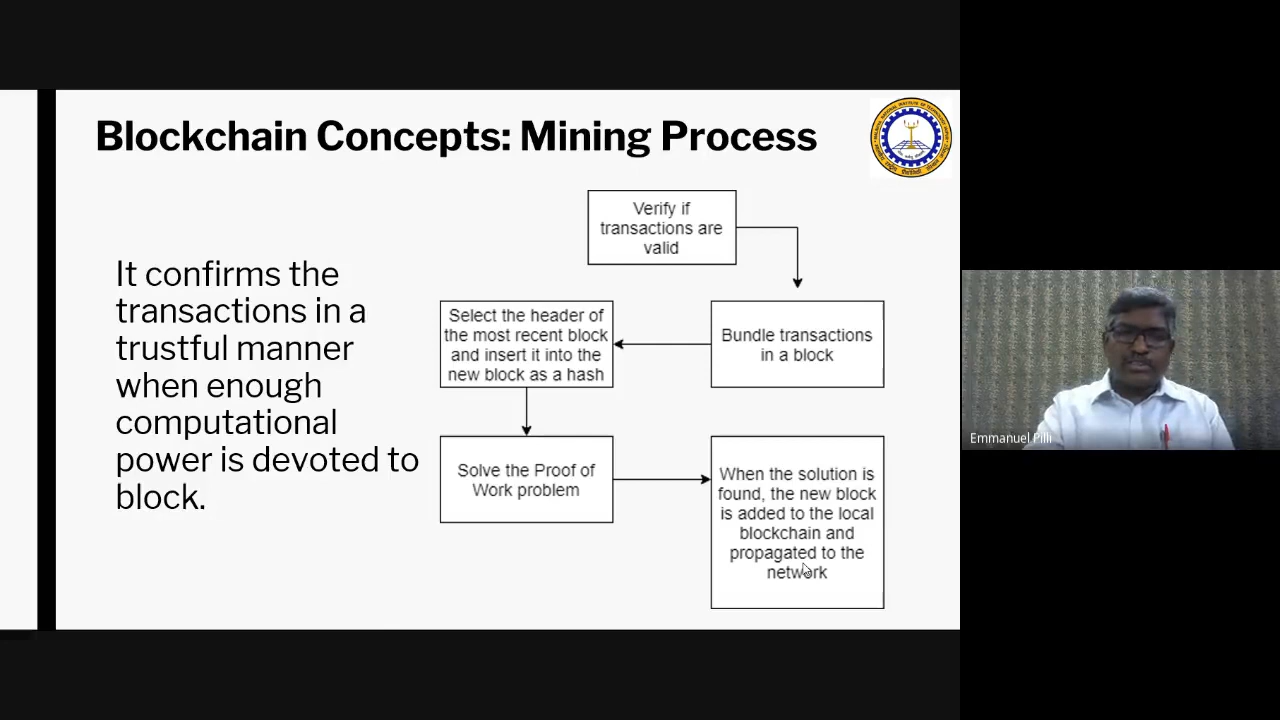 Blockchain Concepts: Mining Process
It confirms the
transactions in a
trustful manner
when enough
computational
power is devoted to
block.
Verify if
transactions are
valid
Bundle transactions
in a block
Select the header of
the most recent block
and insert it into the
new block as a hash
Solve the Proof of
Work problem
When the solution is
found, the new block
is added to the local
blockchain and
propagated to the
network
Emmanuel Pilli